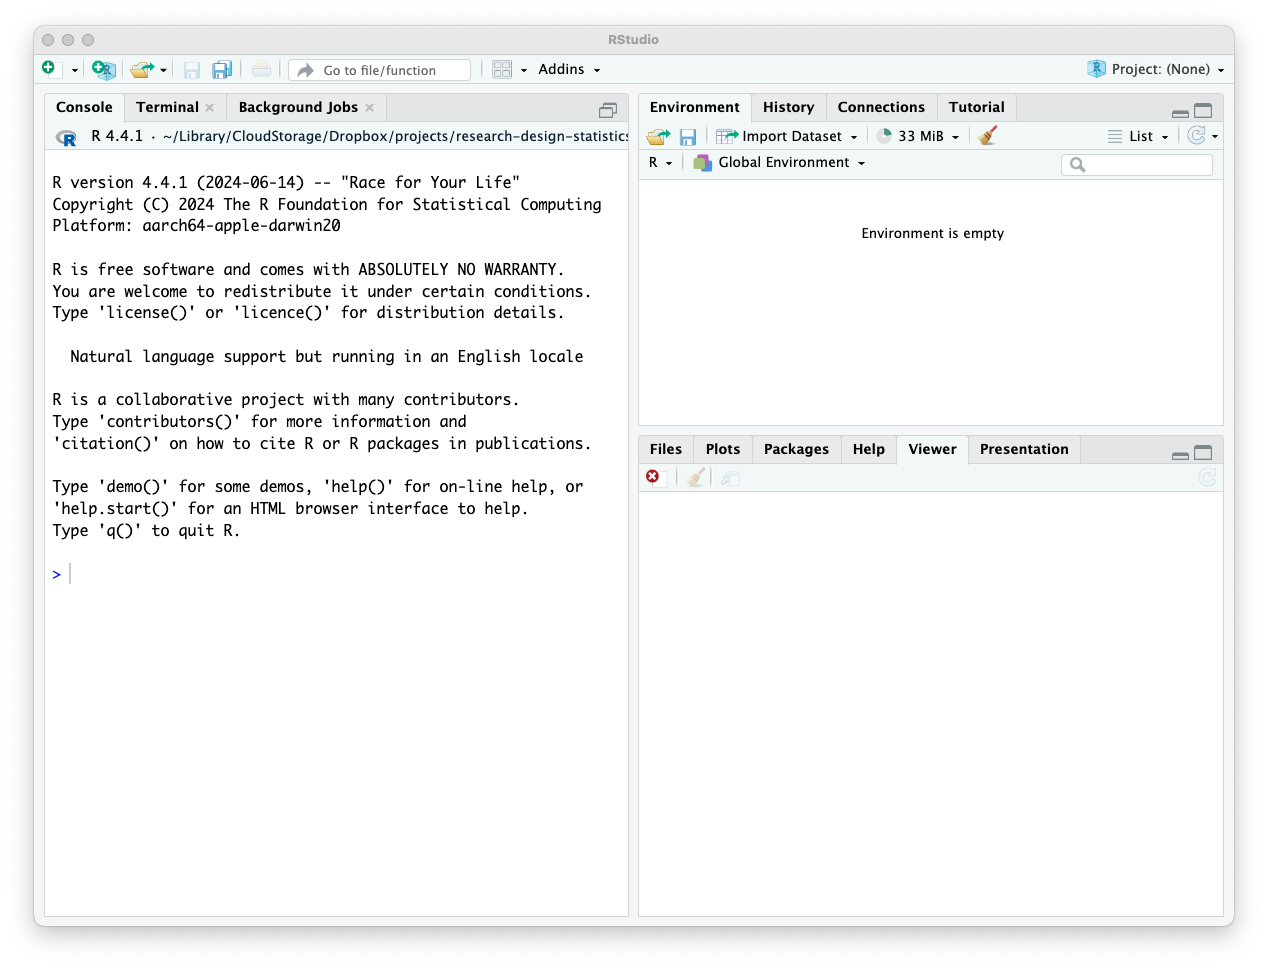 RStudio
Go to file/function
Addins
Project: (None)
Console Terminal Background Jobs
R 4.4.1 · ~/Library/CloudStorage/Dropbox/projects/research-design-statistics
R version 4.4.1 (2024-06-14) -- "Race for Your Life"
Copyright (C) 2024 The R Foundation for Statistical Computing
Platform: aarch64-apple-darwin20
R is free software and comes with ABSOLUTELY NO WARRANTY.
You are welcome to redistribute it under certain conditions.
Type 'license()' or 'licence()' for distribution details.
Natural language support but running in an English locale
R is a collaborative project with many contributors.
Type 'contributors()' for more information and
'citation()' on how to cite R or R packages in publications.
Type 'demo()' for some demos, 'help()' for on-line help, or
'help.start()' for an HTML browser interface to help.
Type 'q()' to quit R.
>
Environment History Connections Tutorial
Import Dataset 33 MiB List
R Global Environment
Environment is empty
Files Plots Packages Help Viewer Presentation